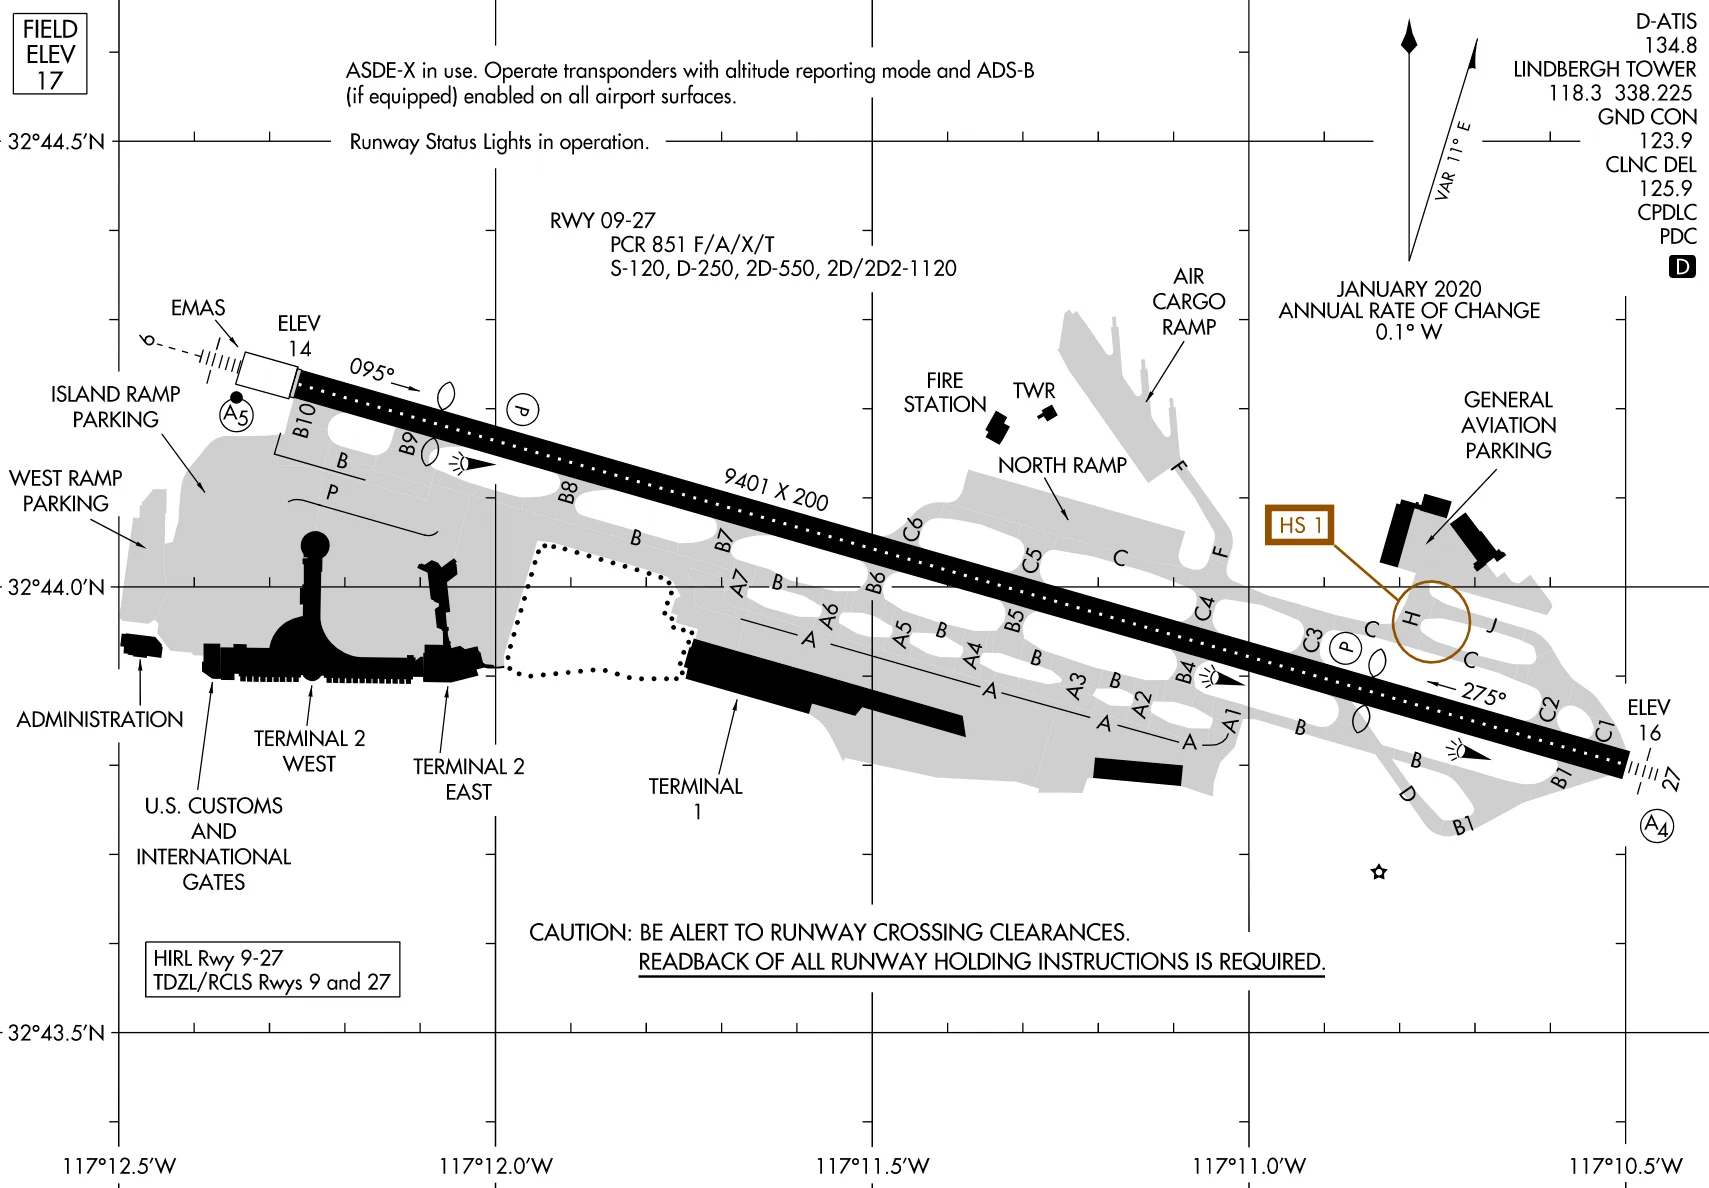 FIELD
ELEV
17
ASDE-X in use. Operate transponders with altitude reporting mode and ADS-B
(if equipped) enabled on all airport surfaces.
Runway Status Lights in operation.
D-ATIS
134.8
LINDBERGH TOWER
118.3 338.225
GND CON
123.9
CLNC DEL
125.9
CPDLC
PDC
D
VAR 11° E
JANUARY 2020
ANNUAL RATE OF CHANGE
0.1° W
32°44.5'N
RWY 09-27
PCR 851 F/A/X/T
S-120, D-250, 2D-550, 2D/2D2-1120
EMAS
9
ELEV
14
095°
A5
P
ISLAND RAMP
PARKING
WEST RAMP
PARKING
B10
B9
B
P
B8
B
B7
9401 X 200
AIR
CARGO
RAMP
FIRE
STATION
TWR
NORTH RAMP
F
F
GENERAL
AVIATION
PARKING
HS 1
C6
C5
C
C4
C3
P
C
H
J
C
C2
C1
275°
ELEV
16
27
A4
32°44.0'N
A7
B
A6
B6
A5
B
A4
B5
B
A3
B
A2
B4
A1
B
B
B1
D
B1
A
A
A
A
ADMINISTRATION
TERMINAL 2
WEST
TERMINAL 2
EAST
U.S. CUSTOMS
AND
INTERNATIONAL
GATES
TERMINAL
1
CAUTION: BE ALERT TO RUNWAY CROSSING CLEARANCES.
READBACK OF ALL RUNWAY HOLDING INSTRUCTIONS IS REQUIRED.
HIRL Rwy 9-27
TDZL/RCLS Rwys 9 and 27
32°43.5'N
117°12.5'W
117°12.0'W
117°11.5'W
117°11.0'W
117°10.5'W